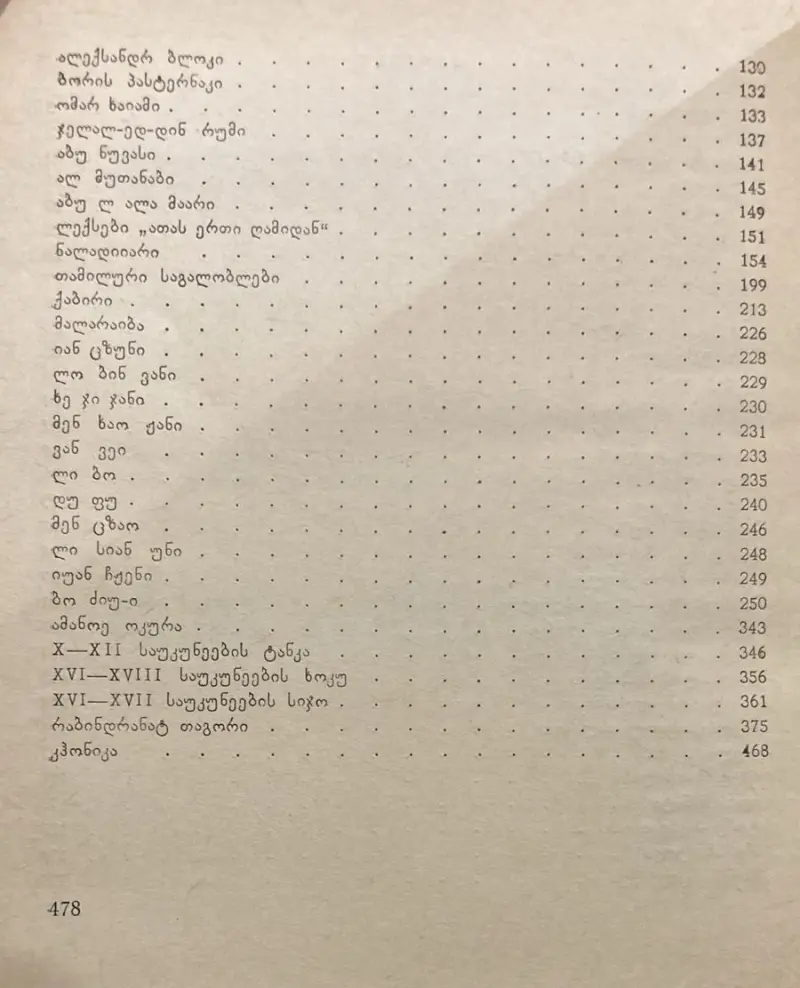 ალექსანდრ ბლოკი . . . . . . . . . . . . . . . 130
ბორის პასტერნაკი . . . . . . . . . . . . . . . 132
ომარ ხაიამი . . . . . . . . . . . . . . . . . 133
ჯელალ-ედ-დინ რუმი . . . . . . . . . . . . . . 137
აბუ ნუვასი . . . . . . . . . . . . . . . . . 141
ალ მუთანაბი . . . . . . . . . . . . . . . . 145
აბუ ლ ალა მაარი . . . . . . . . . . . . . . . 149
ლექსები „ათას ერთი ღამიდან“ . . . . . . . . . . . . 151
ნალადიიარი . . . . . . . . . . . . . . . . 154
თამილური საგალობლები . . . . . . . . . . . . . 199
ქაბირი . . . . . . . . . . . . . . . . . . 213
მალარაიბა . . . . . . . . . . . . . . . . . 226
იან ცზუნი . . . . . . . . . . . . . . . . . 228
ლო ბინ ვანი . . . . . . . . . . . . . . . . 229
ხე ჯი ჯანი . . . . . . . . . . . . . . . . . 230
მენ ხაო ჟანი . . . . . . . . . . . . . . . . 231
ვან ვეი . . . . . . . . . . . . . . . . . 233
ლი ბო . . . . . . . . . . . . . . . . . . 235
დუ ფუ . . . . . . . . . . . . . . . . . . 240
მენ ცზაო . . . . . . . . . . . . . . . . . 246
ლი სიან უნი . . . . . . . . . . . . . . . . 248
იუან ჩჟენი . . . . . . . . . . . . . . . . . 249
ბო ძიუ-ი . . . . . . . . . . . . . . . . . 250
ამანოე ოკურა . . . . . . . . . . . . . . . . 343
X—XII საუკუნეების ტანკა . . . . . . . . . . . . 346
XVI—XVIII საუკუნეების ხოკუ . . . . . . . . . . . 356
XVI—XVII საუკუნეების სიჯო . . . . . . . . . . . . 361
რაბინდრანატ თაგორი . . . . . . . . . . . . . . 375
კჰონიკა . . . . . . . . . . . . . . . . . 468
478